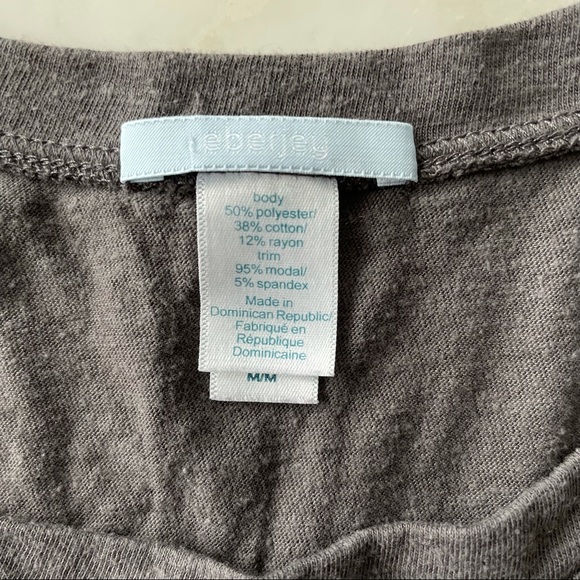 eberjey
body
50% polyester/
38% cotton/
12% rayon
trim
95% modal/
5% spandex
Made in
Dominican Republic/
Fabriqué en
République
Dominicaine
M/M